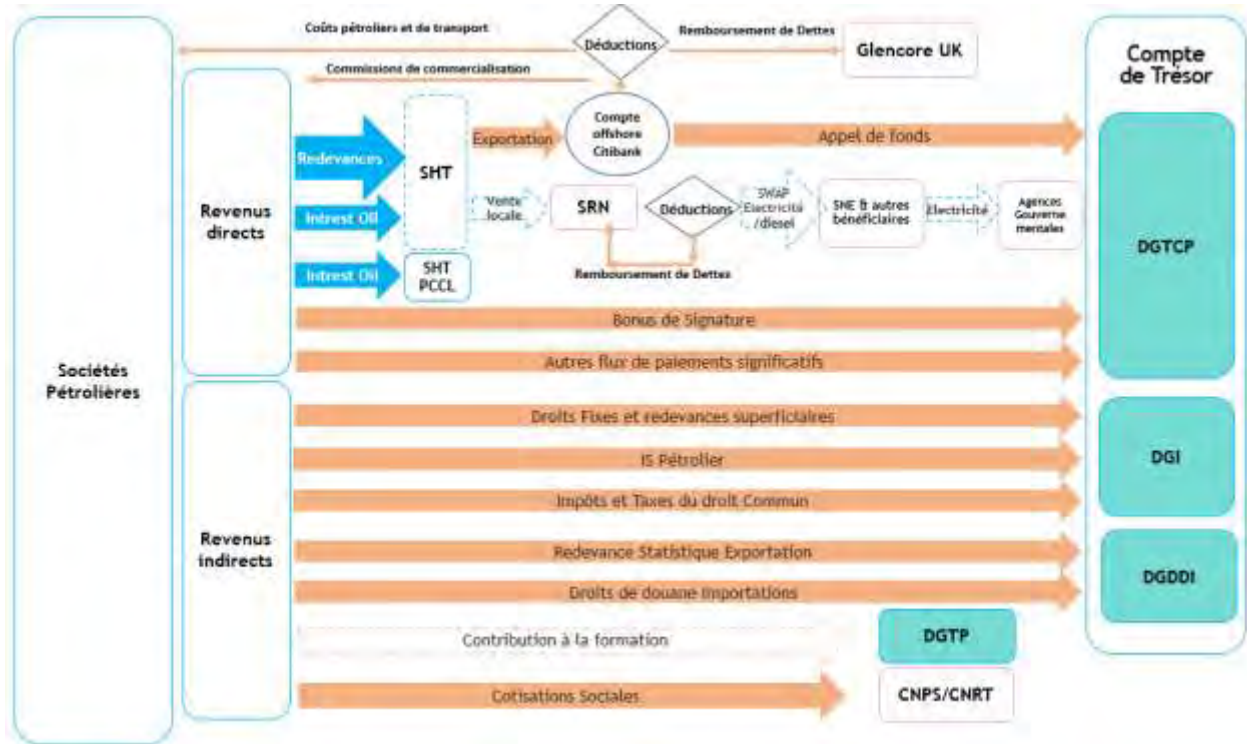 Coûts pétroliers et de transport
Déductions
Remboursement de Dettes
Glencore UK
Commissions de commercialisation
Compte
de Trésor
Compte
offshore
Citibank
Redevances
SHT
Exportation
Appel de fonds
Revenus
directs
Intrest Oil
Vente
locale
SRN
Déductions
SWAP
Electricité
/diesel
SNE & autres
bénéficiaires
Electricité
Agences
Gouverne
mentales
DGTCP
Intrest Oil
SHT
PCCL
Remboursement de Dettes
Bonus de Signature
Autres flux de paiements significatifs
Sociétés
Pétrolières
Droits Fixes et redevances superficiaires
IS Pétrolier
DGI
Impôts et Taxes du droit Commun
Revenus
indirects
Redevance Statistique Exportation
DGDDI
Droits de douane Importations
Contribution à la formation
DGTP
Cotisations Sociales
CNPS/CNRT